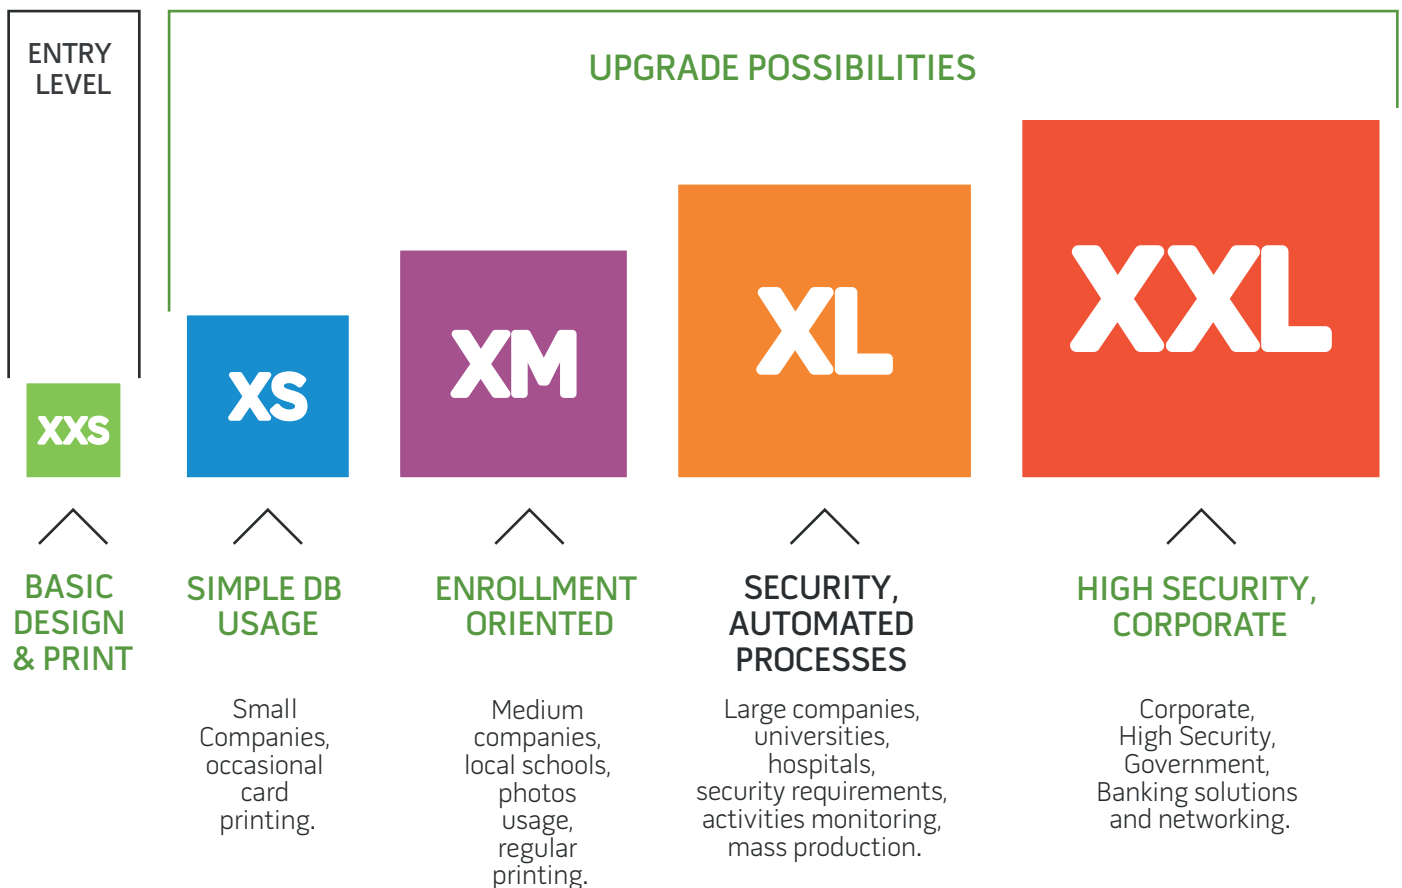 ENTRY
LEVEL
UPGRADE POSSIBILITIES
XXS
XS
XM
XL
XXL
BASIC
DESIGN
& PRINT
SIMPLE DB
USAGE
Small
Companies,
occasional
card
printing.
ENROLLMENT
ORIENTED
Medium
companies,
local schools,
photos
usage,
regular
printing.
SECURITY,
AUTOMATED
PROCESSES
Large companies,
universities,
hospitals,
security requirements,
activities monitoring,
mass production.
HIGH SECURITY,
CORPORATE
Corporate,
High Security,
Government,
Banking solutions
and networking.